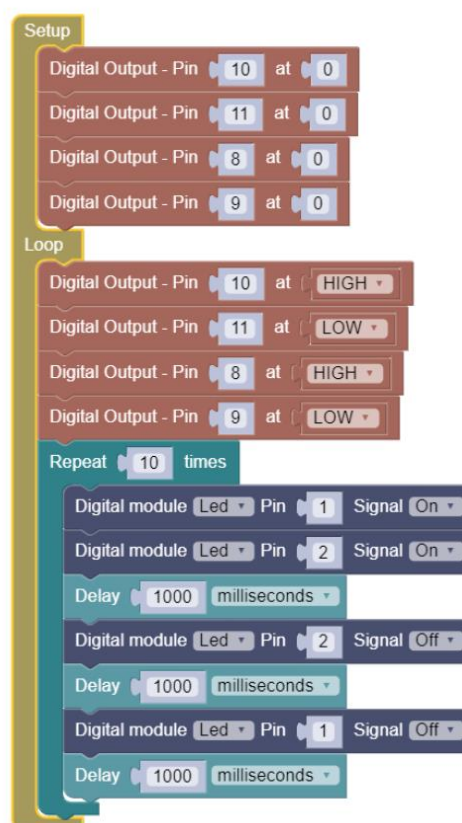 Setup
Digital Output - Pin 10 at 0
Digital Output - Pin 11 at 0
Digital Output - Pin 8 at 0
Digital Output - Pin 9 at 0
Loop
Digital Output - Pin 10 at HIGH
Digital Output - Pin 11 at LOW
Digital Output - Pin 8 at HIGH
Digital Output - Pin 9 at LOW
Repeat 10 times
Digital module Led Pin 1 Signal On
Digital module Led Pin 2 Signal On
Delay 1000 milliseconds
Digital module Led Pin 2 Signal Off
Delay 1000 milliseconds
Digital module Led Pin 1 Signal Off
Delay 1000 milliseconds